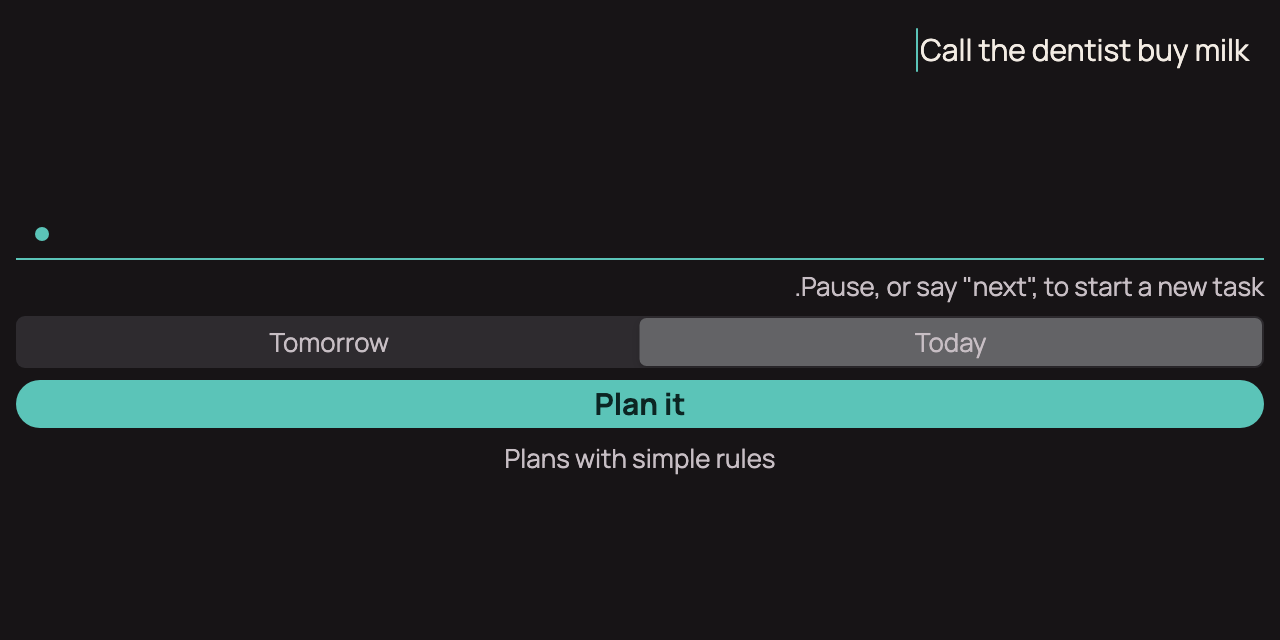 Call the dentist buy milk
.Pause, or say "next", to start a new task
Today
Tomorrow
Plan it
Plans with simple rules